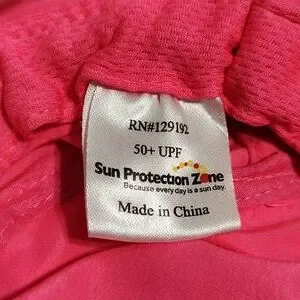 RN#129192
50+ UPF
Sun Protection Zone
Because every day is a sun day.
Made in China